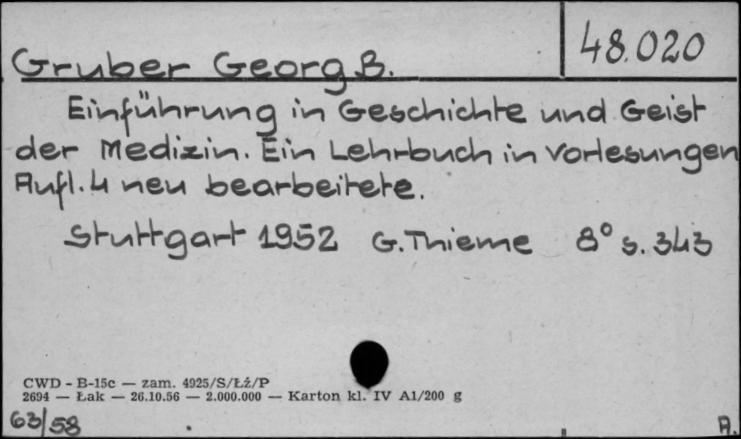 48.020
Gruber Georg B.
Einführung in Geschichte und Geist
der Medizin. Ein Lehrbuch in Vorlesungen
Aufl. 4 neu bearbeitete.
Stuttgart 1952 G. Thieme 8° s. 343
CWD - B-15c — zam. 4925/S/Łż/P
2694 — Łak — 26.10.56 — 2.000.000 — Karton kl. IV A1/200 g
63/58
A.